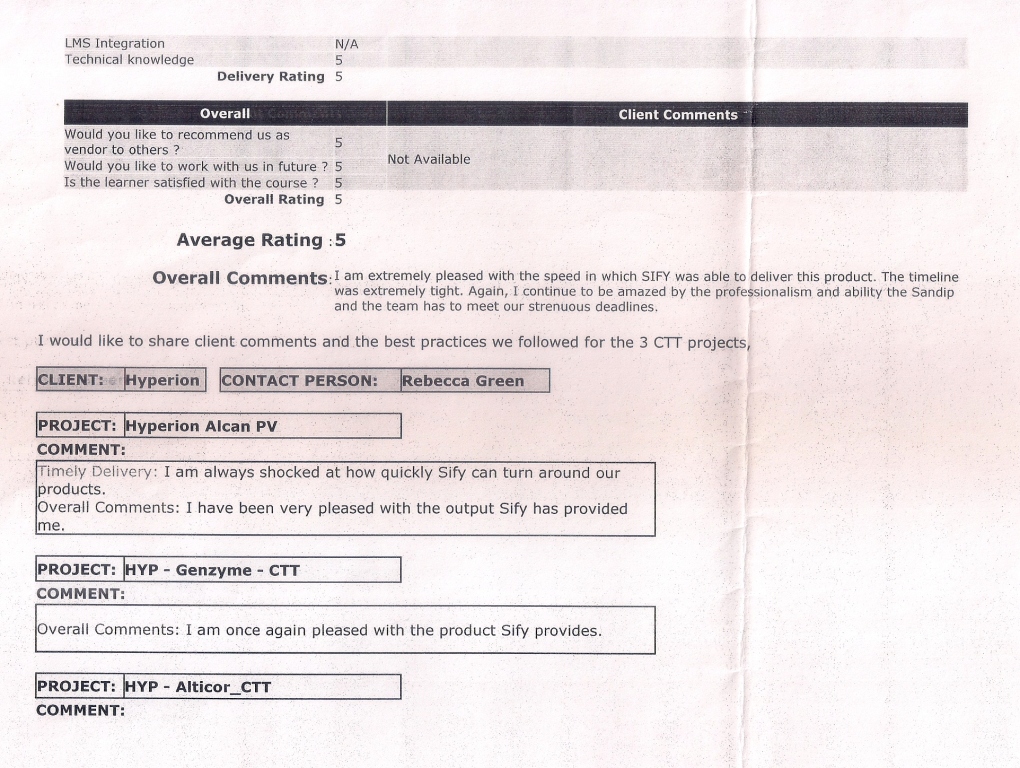 LMS Integration N/A
Technical knowledge 5
Delivery Rating 5
Overall Client Comments
Would you like to recommend us as
vendor to others ? 5
Not Available
Would you like to work with us in future ? 5
Is the learner satisfied with the course ? 5
Overall Rating 5
Average Rating : 5
Overall Comments: I am extremely pleased with the speed in which SIFY was able to deliver this product. The timeline
was extremely tight. Again, I continue to be amazed by the professionalism and ability the Sandip
and the team has to meet our strenuous deadlines.
I would like to share client comments and the best practices we followed for the 3 CTT projects,
CLIENT: Hyperion CONTACT PERSON: Rebecca Green
PROJECT: Hyperion Alcan PV
COMMENT:
Timely Delivery: I am always shocked at how quickly Sify can turn around our
products.
Overall Comments: I have been very pleased with the output Sify has provided
me.
PROJECT: HYP - Genzyme - CTT
COMMENT:
Overall Comments: I am once again pleased with the product Sify provides.
PROJECT: HYP - Alticor_CTT
COMMENT: